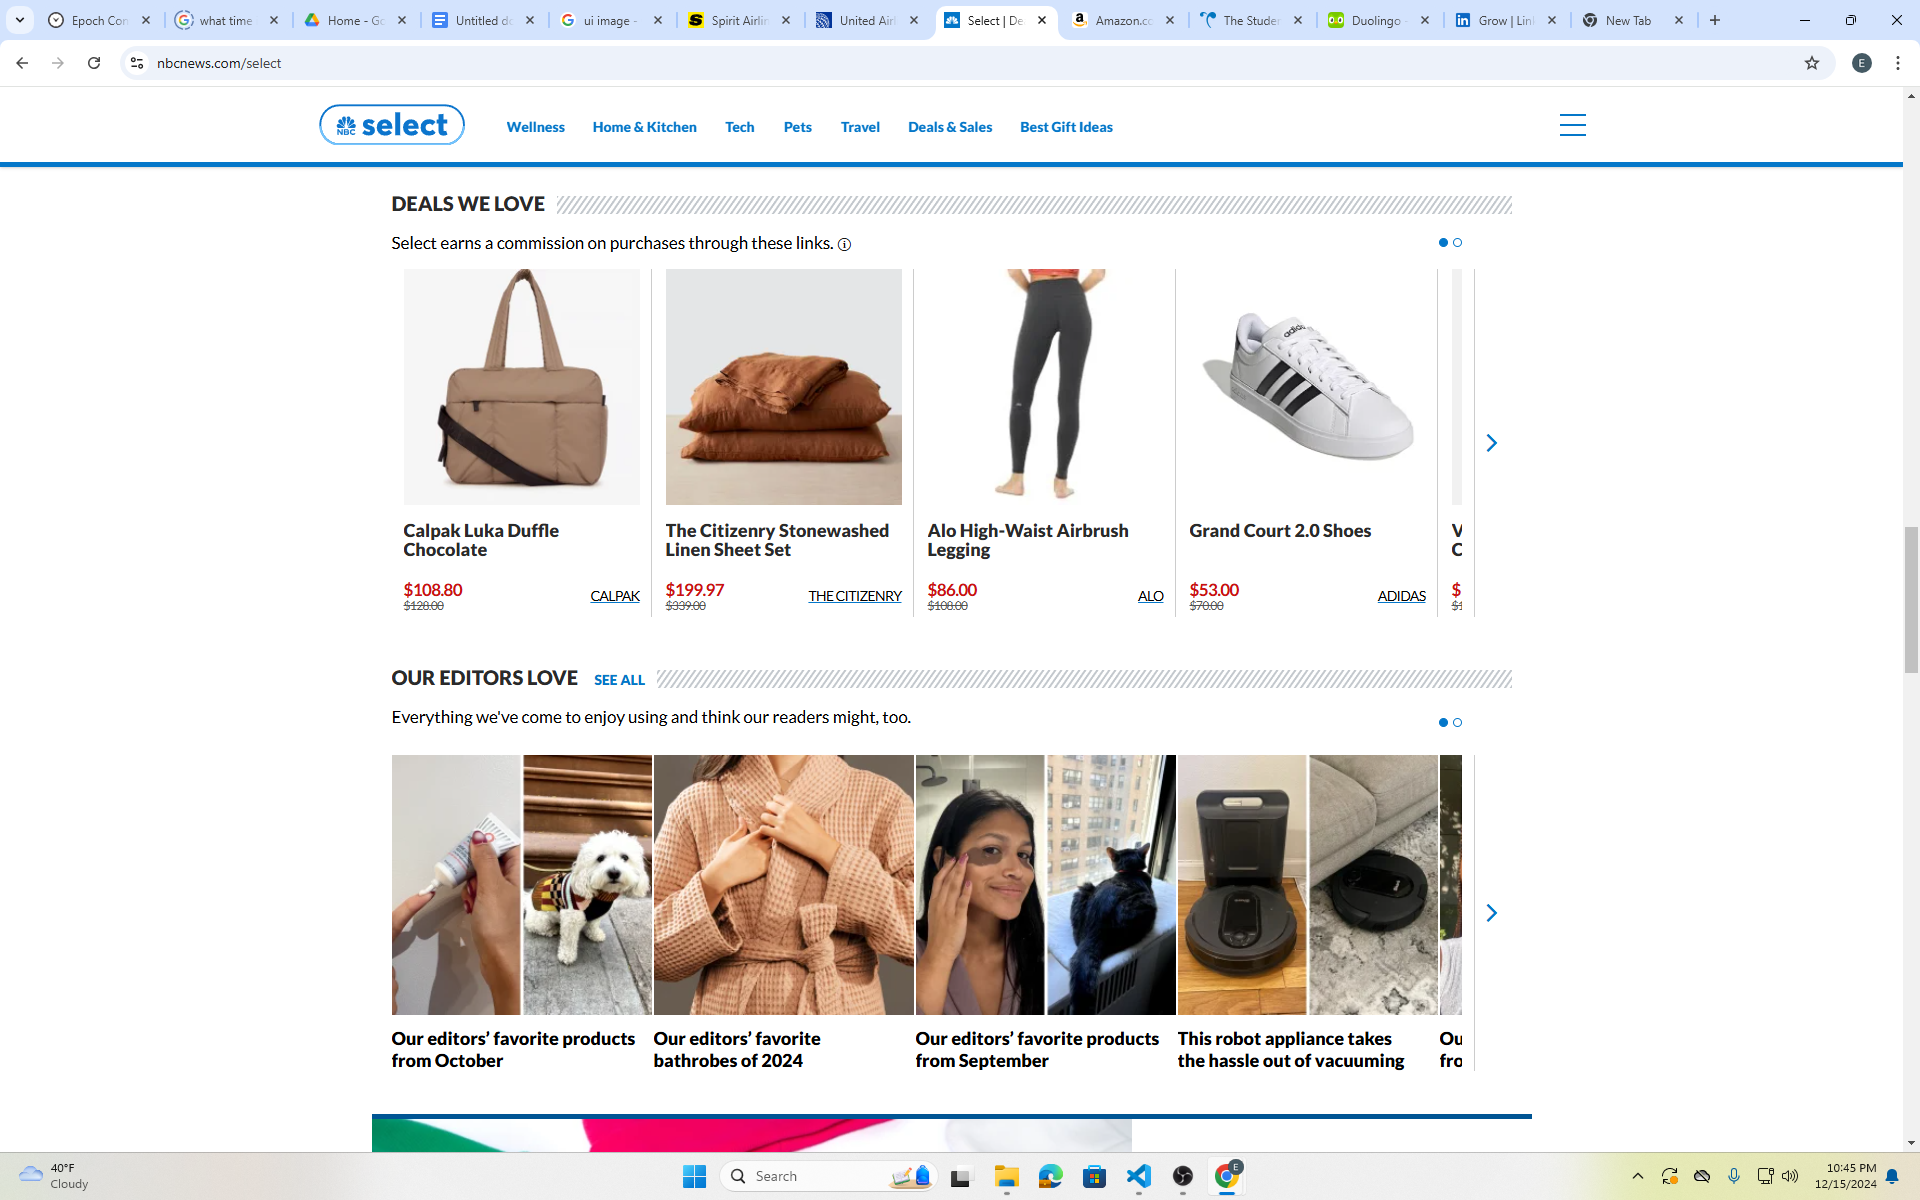 Epoch Con
what time
Home - Go
Untitled do
ui image -
Spirit Airlin
United Airl
Select | De
Amazon.co
The Studen
Duolingo -
Grow | Lin
New Tab
nbcnews.com/select
E
NBC select
Wellness
Home & Kitchen
Tech
Pets
Travel
Deals & Sales
Best Gift Ideas
DEALS WE LOVE
Select earns a commission on purchases through these links.
adidas
Calpak Luka Duffle
Chocolate
$108.80
$128.00
CALPAK
The Citizenry Stonewashed
Linen Sheet Set
$199.97
$339.00
THE CITIZENRY
Alo High-Waist Airbrush
Legging
$86.00
$108.00
ALO
Grand Court 2.0 Shoes
$53.00
$70.00
ADIDAS
V
C
$
$1
OUR EDITORS LOVE SEE ALL
Everything we've come to enjoy using and think our readers might, too.
Our editors’ favorite products
from October
Our editors’ favorite
bathrobes of 2024
Our editors’ favorite products
from September
This robot appliance takes
the hassle out of vacuuming
Ou
fro
40°F
Cloudy
Search
E
10:45 PM
12/15/2024